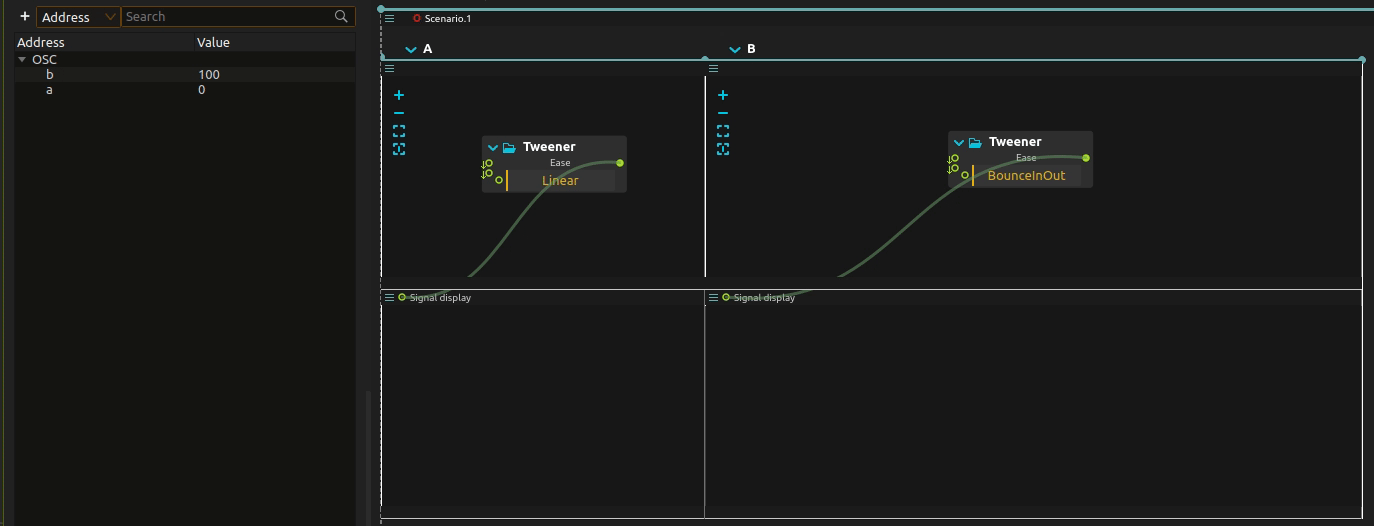 + Address Search
Address Value
OSC
b 100
a 0
Scenario.1
A
B
Tweener
Ease
Linear
Tweener
Ease
BounceInOut
Signal display
Signal display